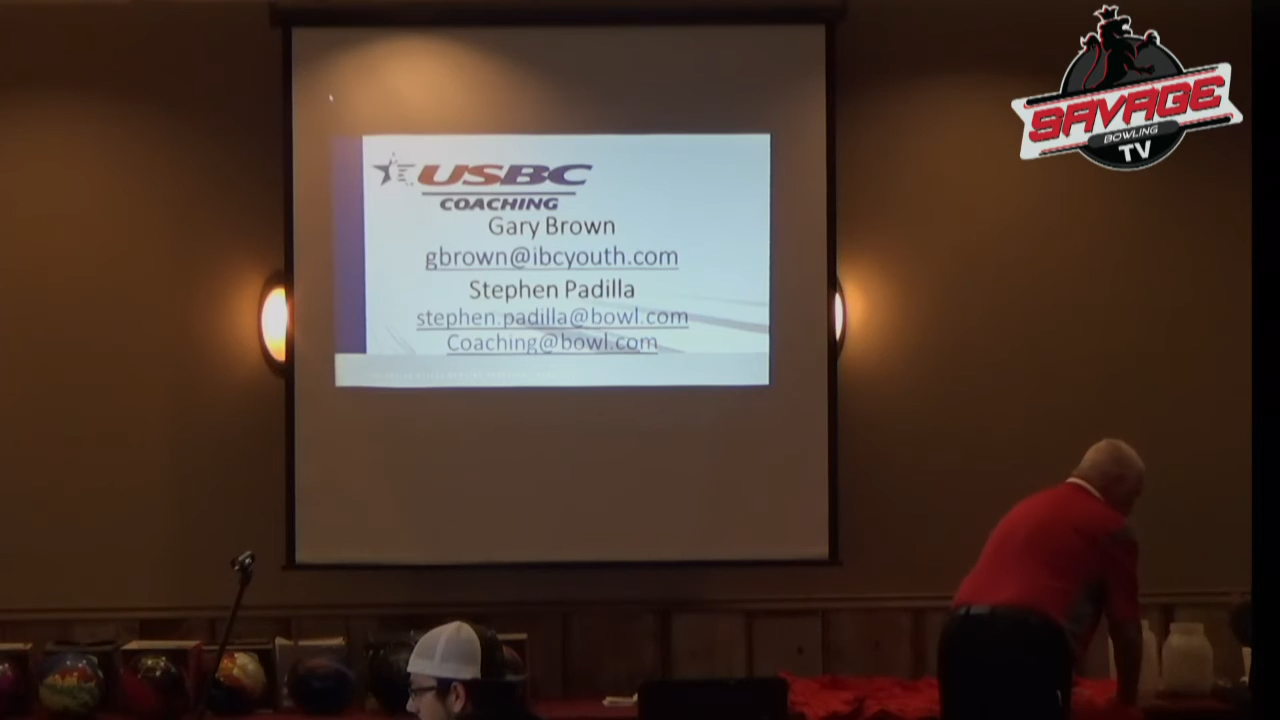 USBC
COACHING
Gary Brown
gbrown@ibcyouth.com
Stephen Padilla
stephen.padilla@bowl.com
Coaching@bowl.com
SAVAGE
BOWLING
TV